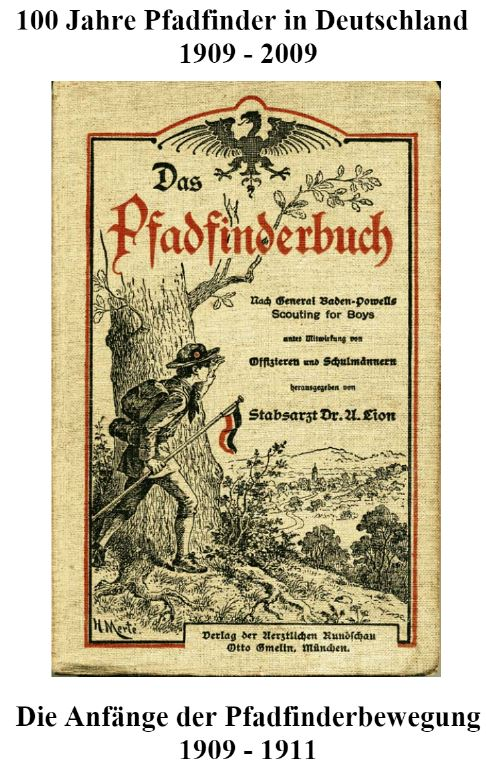 100 Jahre Pfadfinder in Deutschland
1909 - 2009
Das
Pfadfinderbuch
Nach General Baden-Powells
Scouting for Boys
unter Mitwirkung von
Offizieren und Schulmännern
herausgegeben von
Stabsarzt Dr. A. Lion
H. Merté.
Verlag der Aerztlichen Rundschau
Otto Gmelin, München.
Die Anfänge der Pfadfinderbewegung
1909 - 1911